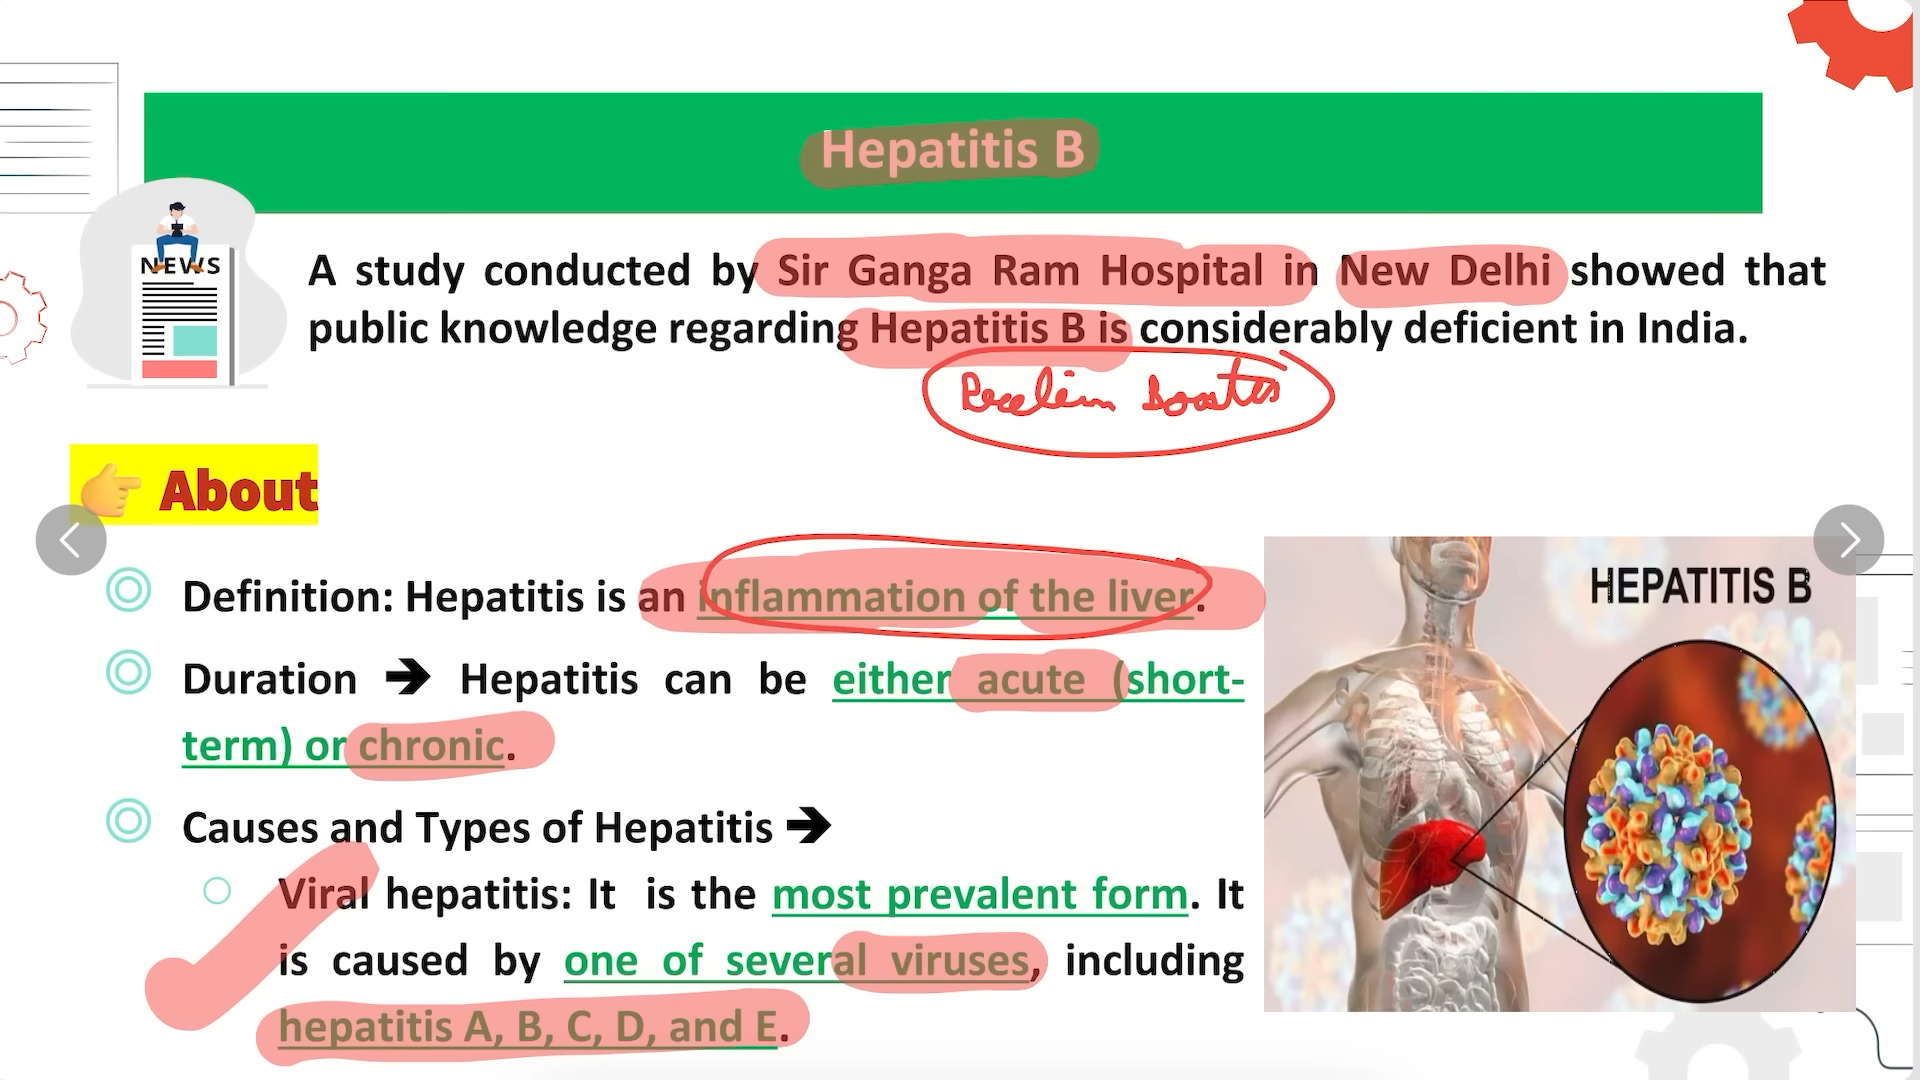 Hepatitis B
NEWS
A study conducted by Sir Ganga Ram Hospital in New Delhi showed that
public knowledge regarding Hepatitis B is considerably deficient in India.
👉 About
Definition: Hepatitis is an inflammation of the liver.
Duration ➔ Hepatitis can be either acute (short-
term) or chronic.
Causes and Types of Hepatitis ➔
Viral hepatitis: It is the most prevalent form. It
is caused by one of several viruses, including
hepatitis A, B, C, D, and E.
HEPATITIS B